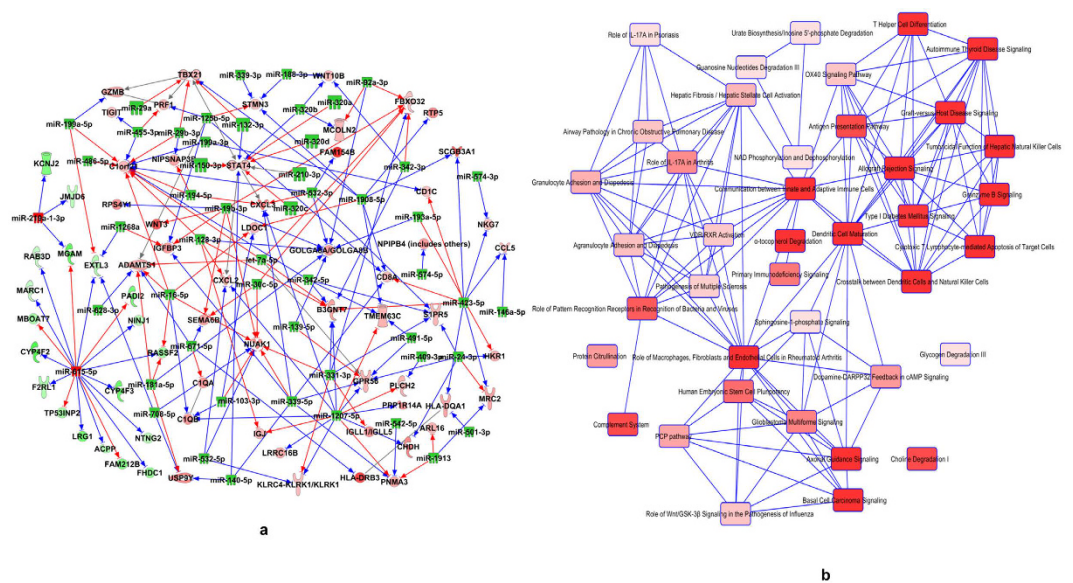 TBX21
miR-339-3p
miR-188-3p
WNT10B
miR-92a-3p
GZMB
miR-29a
PRF1
STMN3
miR-320a
FBXO32
TIGIT
miR-125b-5p
miR-320b
RTP5
miR-199a-5p
miR-132-3p
MCOLN2
miR-455-3p
miR-29b-3p
miR-320d
miR-199a-3p
FAM154B
SCGB3A1
KCNJ2
miR-486-5p
NIPSNAP3B
STAT4
miR-342-3p
miR-150-3p
miR-210-3p
miR-574-3p
JMJD6
miR-194-5p
miR-532-3p
CD1C
RPS4Y1
CXCL3
miR-1908-5p
miR-19b-3p
miR-320c
miR-193a-5p
NKG7
miR-1268a
WNT3
LDOC1
RAB3D
miR-128-3p
IGFBP3
NPIPB4 (includes others)
CCL5
MGAM
EXTL3
let-7a-5p
miR-574-5p
ADAMTS1
CXCL2
miR-30c-5p
CD8A
MARC1
miR-342-5p
PADI2
miR-16-5p
TMEM63C
miR-423-5p
miR-146a-5p
miR-628-3p
SEMA6B
B3GNT7
S1PR5
MBOAT7
NINJ1
miR-139-5p
NUAK1
miR-491-5p
CYP4F2
miR-671-5p
miR-409-3p
miR-24-3p
HKR1
RASSF2
miR-331-3p
F2RL1
CYP4F3
miR-191a-5p
C1QA
GPR56
PLCH2
miR-103-3p
miR-339-5p
MRC2
TP53INP2
miR-708-5p
PPP1R14A
HLA-DQA1
C1QB
miR-1207-5p
LRG1
NTNG2
IGJ
IGLL1/IGLL5
miR-542-5p
ARL16
miR-501-3p
ACPP
miR-532-5p
LRRC16B
CHDH
miR-1913
FAM212B
FHDC1
USP9Y
miR-140-5p
KLRC4-KLRK1/KLRK1
HLA-DRB3
PNMA3
a
Role of IL-17A in Psoriasis
Urate Biosynthesis/Inosine 5'-phosphate Degradation
T Helper Cell Differentiation
Autoimmune Thyroid Disease Signaling
Guanosine Nucleotides Degradation III
OX40 Signaling Pathway
Hepatic Fibrosis / Hepatic Stellate Cell Activation
Graft-versus-Host Disease Signaling
Airway Pathology in Chronic Obstructive Pulmonary Disease
Antigen Presentation Pathway
Tumoricidal Function of Hepatic Natural Killer Cells
NAD Phosphorylation and Dephosphorylation
Role of IL-17A in Arthritis
Allograft Rejection Signaling
Granulocyte Adhesion and Diapedesis
Communication between Innate and Adaptive Immune Cells
Granzyme B Signaling
Type I Diabetes Mellitus Signaling
Agranulocyte Adhesion and Diapedesis
VDR/RXR Activation
Dendritic Cell Maturation
Cytotoxic T Lymphocyte-mediated Apoptosis of Target Cells
α-tocopherol Degradation
Primary Immunodeficiency Signaling
Crosstalk between Dendritic Cells and Natural Killer Cells
Pathogenesis of Multiple Sclerosis
Role of Pattern Recognition Receptors in Recognition of Bacteria and Viruses
Sphingosine-1-phosphate Signaling
Protein Citrullination
Role of Macrophages, Fibroblasts and Endothelial Cells in Rheumatoid Arthritis
Glycogen Degradation III
Dopamine-DARPP32 Feedback in cAMP Signaling
Human Embryonic Stem Cell Pluripotency
Complement System
Glioblastoma Multiforme Signaling
PCP pathway
Axonal Guidance Signaling
Choline Degradation I
Basal Cell Carcinoma Signaling
Role of Wnt/GSK-3β Signaling in the Pathogenesis of Influenza
b